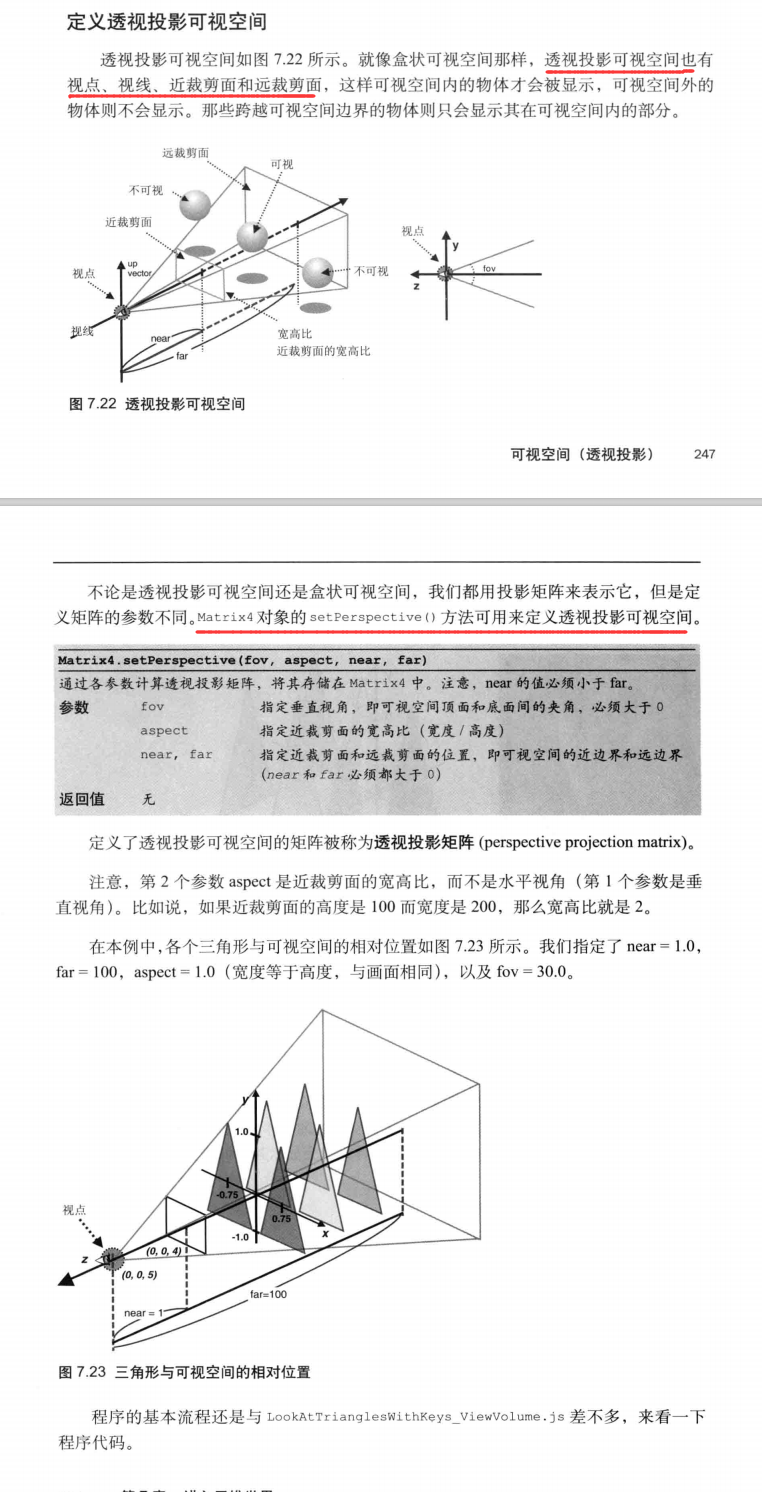 定义透视投影可视空间
透视投影可视空间如图 7.22 所示。就像盒状可视空间那样，透视投影可视空间也有
视点、视线、近裁剪面和远裁剪面，这样可视空间内的物体才会被显示，可视空间外的
物体则不会显示。那些跨越可视空间边界的物体则只会显示其在可视空间内的部分。
远裁剪面
可视
不可视
近裁剪面
up
vector
视点
不可视
视线
near
far
宽高比
近裁剪面的宽高比
视点
y
fov
z
图 7.22 透视投影可视空间
可视空间（透视投影） 247
不论是透视投影可视空间还是盒状可视空间，我们都用投影矩阵来表示它，但是定
义矩阵的参数不同。Matrix4 对象的 setPerspective() 方法可用来定义透视投影可视空间。
Matrix4.setPerspective(fov, aspect, near, far)
通过各参数计算透视投影矩阵，将其存储在 Matrix4 中。注意，near 的值必须小于 far。
参数 fov 指定垂直视角，即可视空间顶面和底面间的夹角，必须大于 0
aspect 指定近裁剪面的宽高比（宽度 / 高度）
near, far 指定近裁剪面和远裁剪面的位置，即可视空间的近边界和远边界
(near 和 far 必须都大于 0)
返回值 无
定义了透视投影可视空间的矩阵被称为透视投影矩阵 (perspective projection matrix)。
注意，第 2 个参数 aspect 是近裁剪面的宽高比，而不是水平视角（第 1 个参数是垂
直视角）。比如说，如果近裁剪面的高度是 100 而宽度是 200，那么宽高比就是 2。
在本例中，各个三角形与可视空间的相对位置如图 7.23 所示。我们指定了 near = 1.0，
far = 100，aspect = 1.0（宽度等于高度，与画面相同），以及 fov = 30.0。
y
1.0
-0.75
0.75
-1.0
x
视点
z
(0, 0, 4)
(0, 0, 5)
far=100
near = 1
图 7.23 三角形与可视空间的相对位置
程序的基本流程还是与 LookAtTrianglesWithKeys_ViewVolume.js 差不多，来看一下
程序代码。